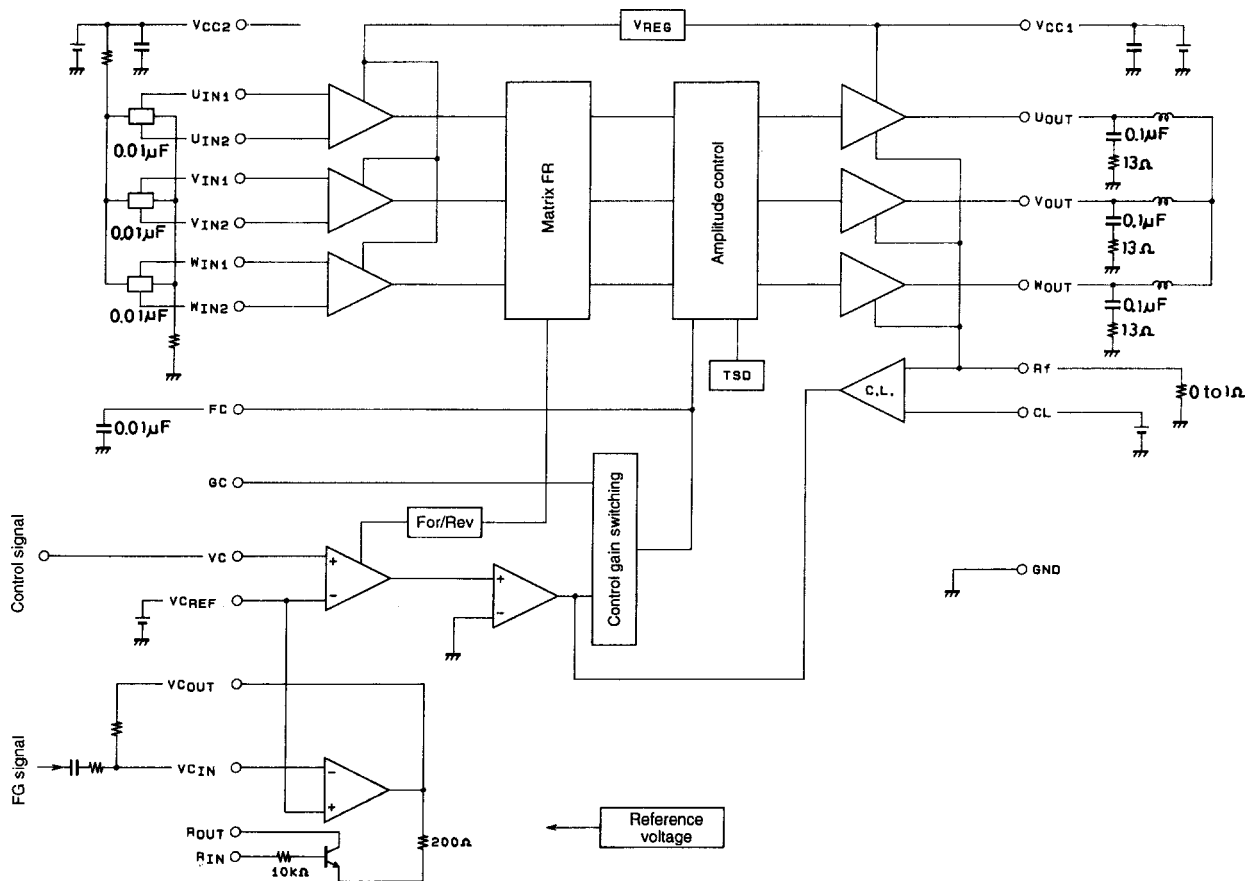 VCC2
VREG
VCC1
UIN1
UIN2
0.01µF
VIN1
VIN2
0.01µF
WIN1
WIN2
0.01µF
Matrix FR
Amplitude control
UOUT
0.1µF
13Ω
VOUT
0.1µF
13Ω
WOUT
0.1µF
13Ω
TSD
C.L.
Rf
0 to 1Ω
CL
FC
0.01µF
GC
Control gain switching
For/Rev
Control signal
VC
+
−
VCREF
+
−
GND
VCOUT
FG signal
VCIN
−
+
ROUT
RIN
10kΩ
200Ω
Reference
voltage